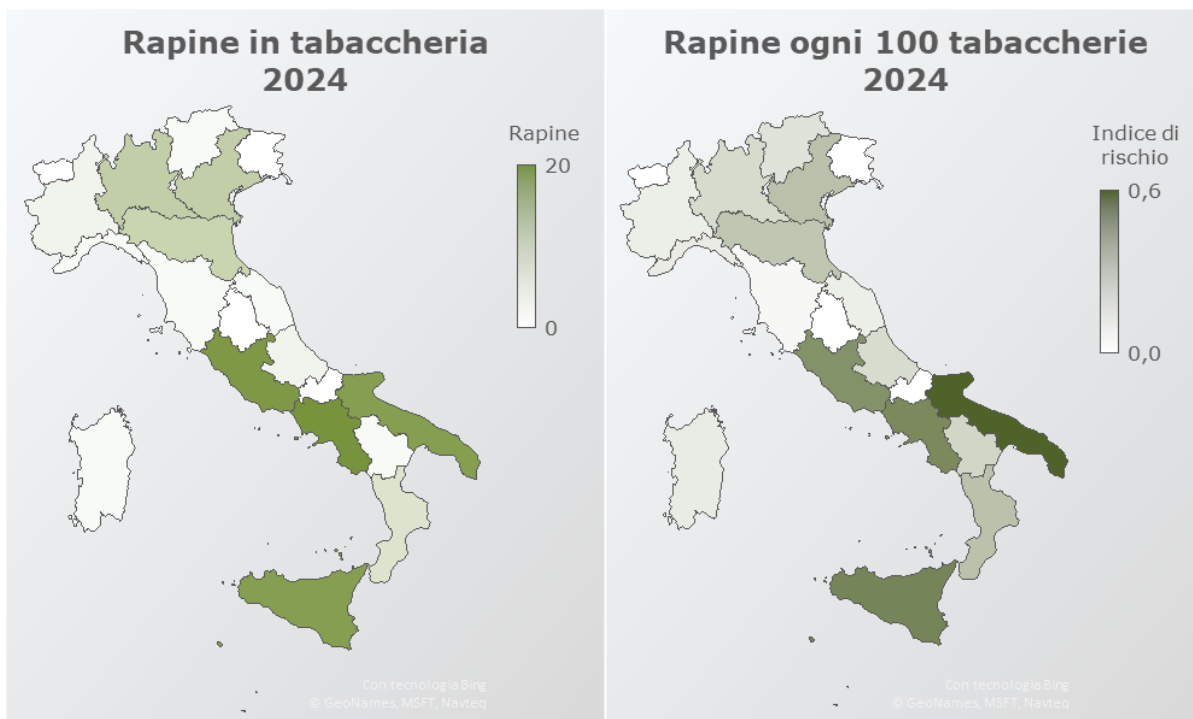 Rapine in tabaccheria
2024
Rapine
20
0
Con tecnologia Bing
© GeoNames, MSFT, Navteq
Rapine ogni 100 tabaccherie
2024
Indice di
rischio
0,6
0,0
Con tecnologia Bing
© GeoNames, MSFT, Navteq